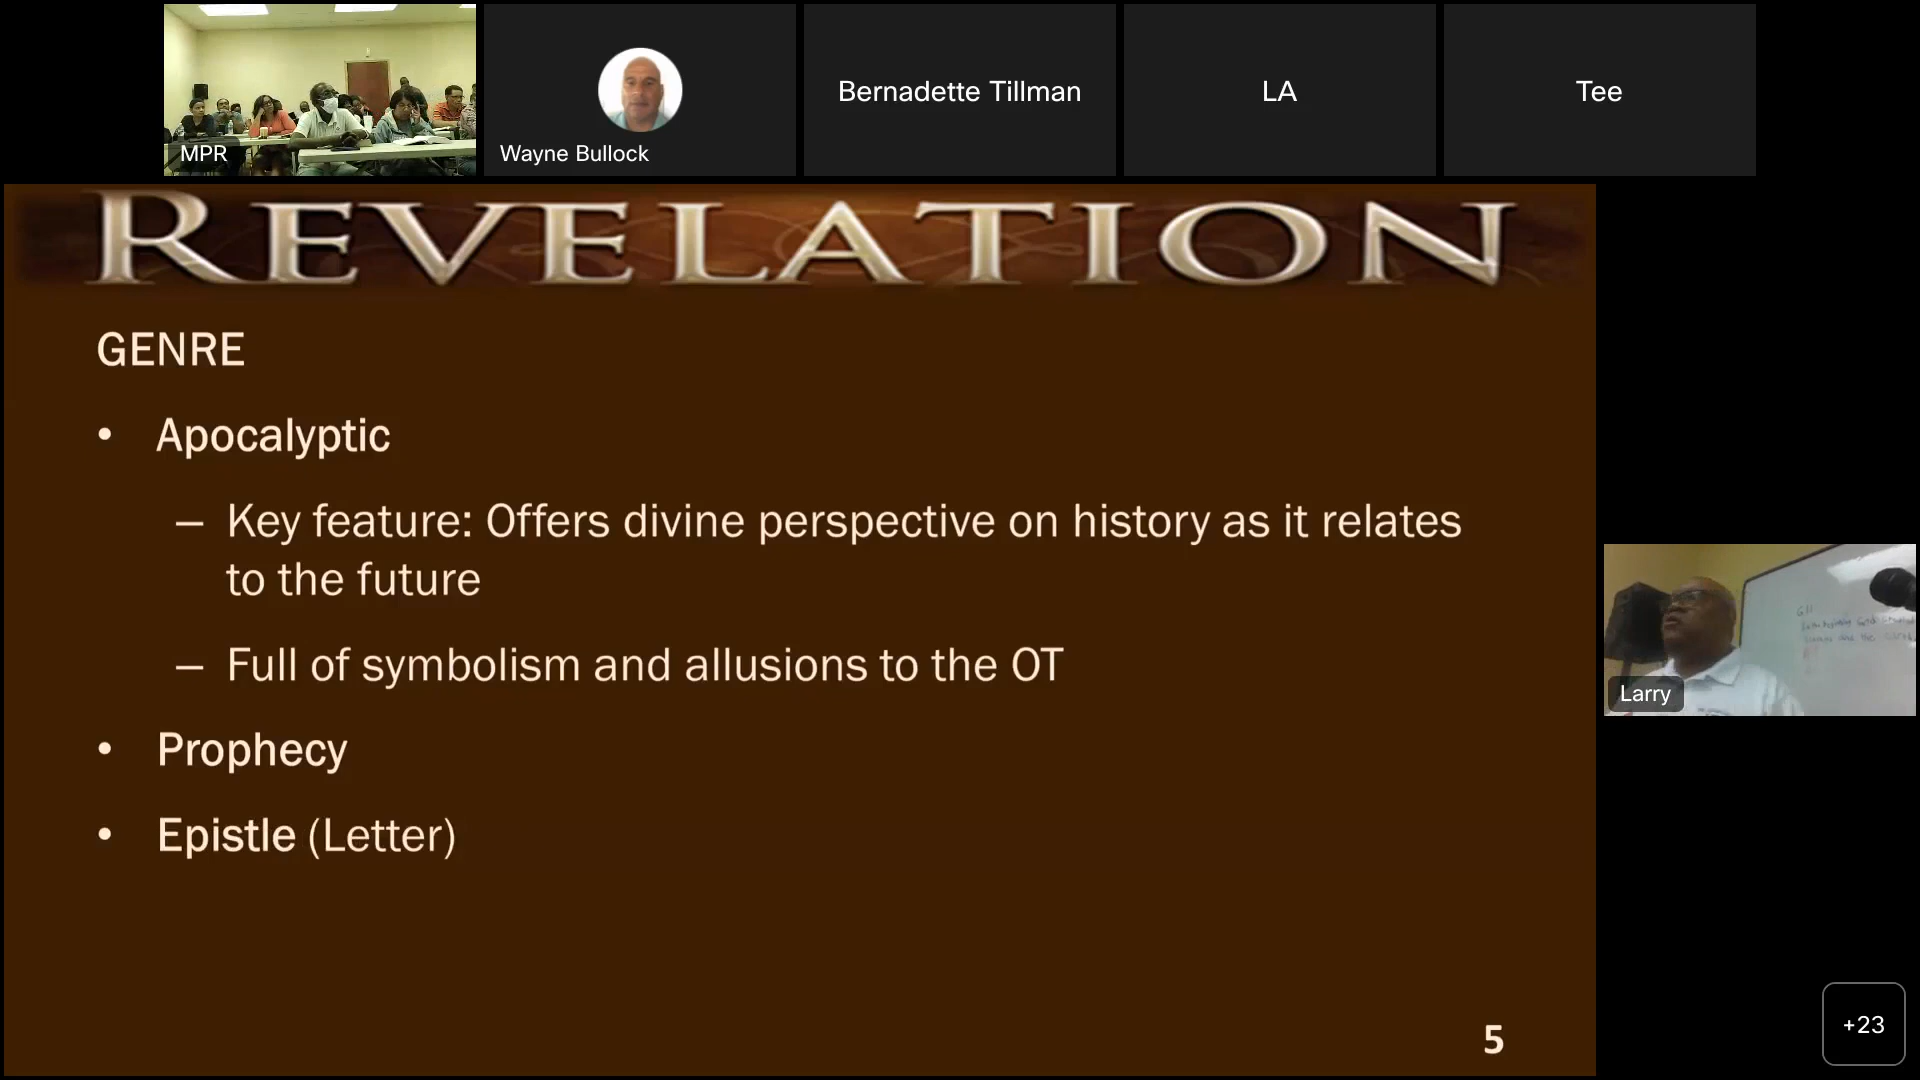 MPR
Wayne Bullock
Bernadette Tillman
LA
Tee
REVELATION
GENRE
• Apocalyptic
– Key feature: Offers divine perspective on history as it relates
to the future
– Full of symbolism and allusions to the OT
• Prophecy
• Epistle (Letter)
5
Larry
+23